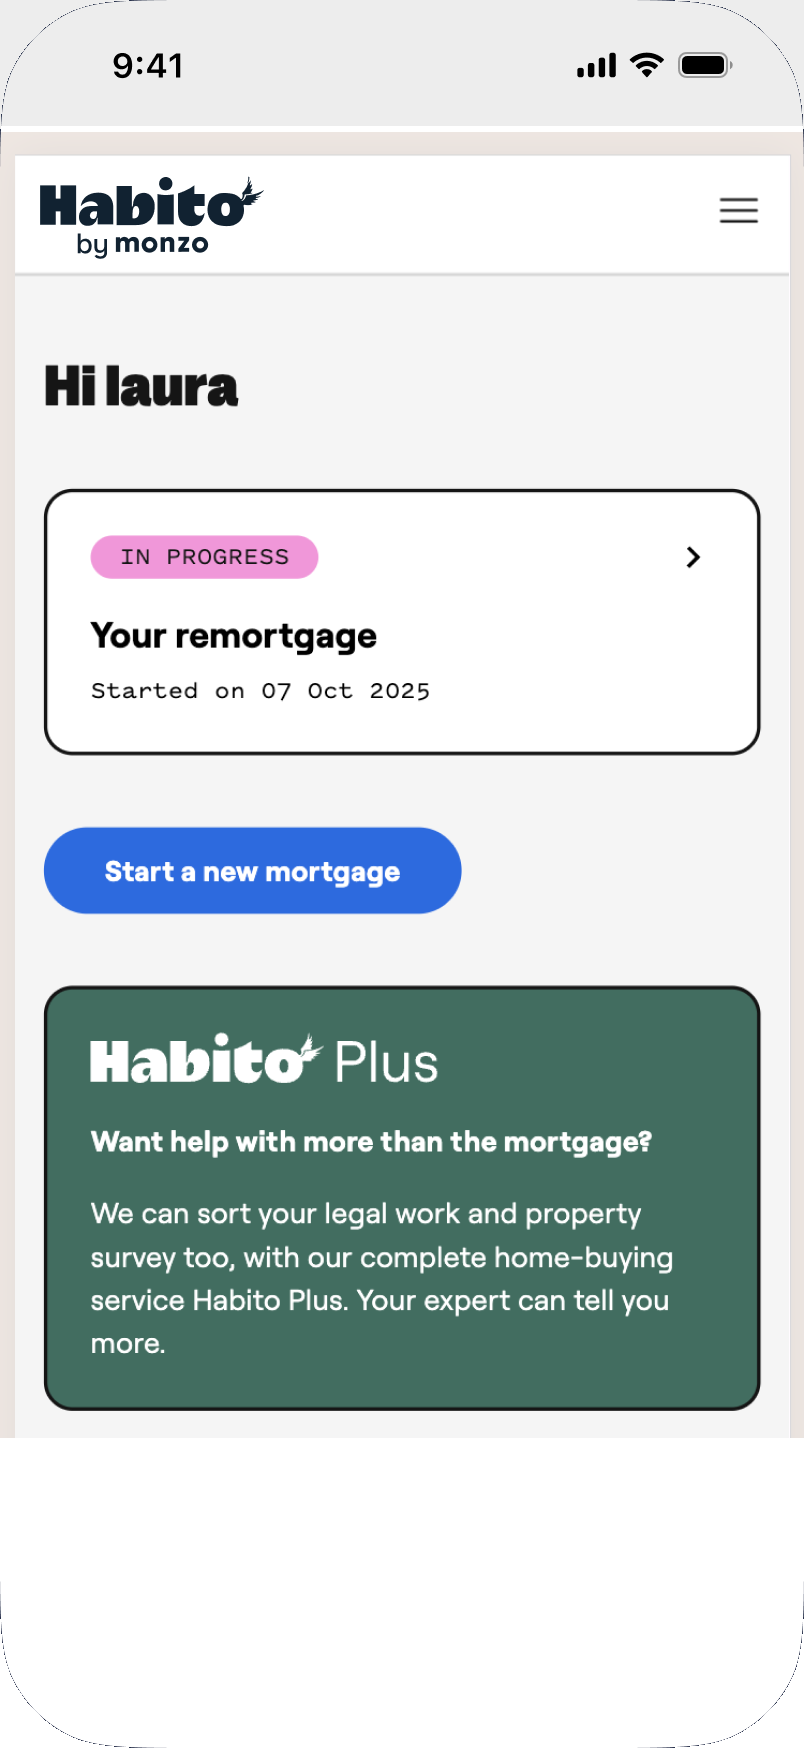 9:41
Habito
by monzo
Hi laura
IN PROGRESS
Your remortgage
Started on 07 Oct 2025
Start a new mortgage
Habito Plus
Want help with more than the mortgage?
We can sort your legal work and property
survey too, with our complete home-buying
service Habito Plus. Your expert can tell you
more.